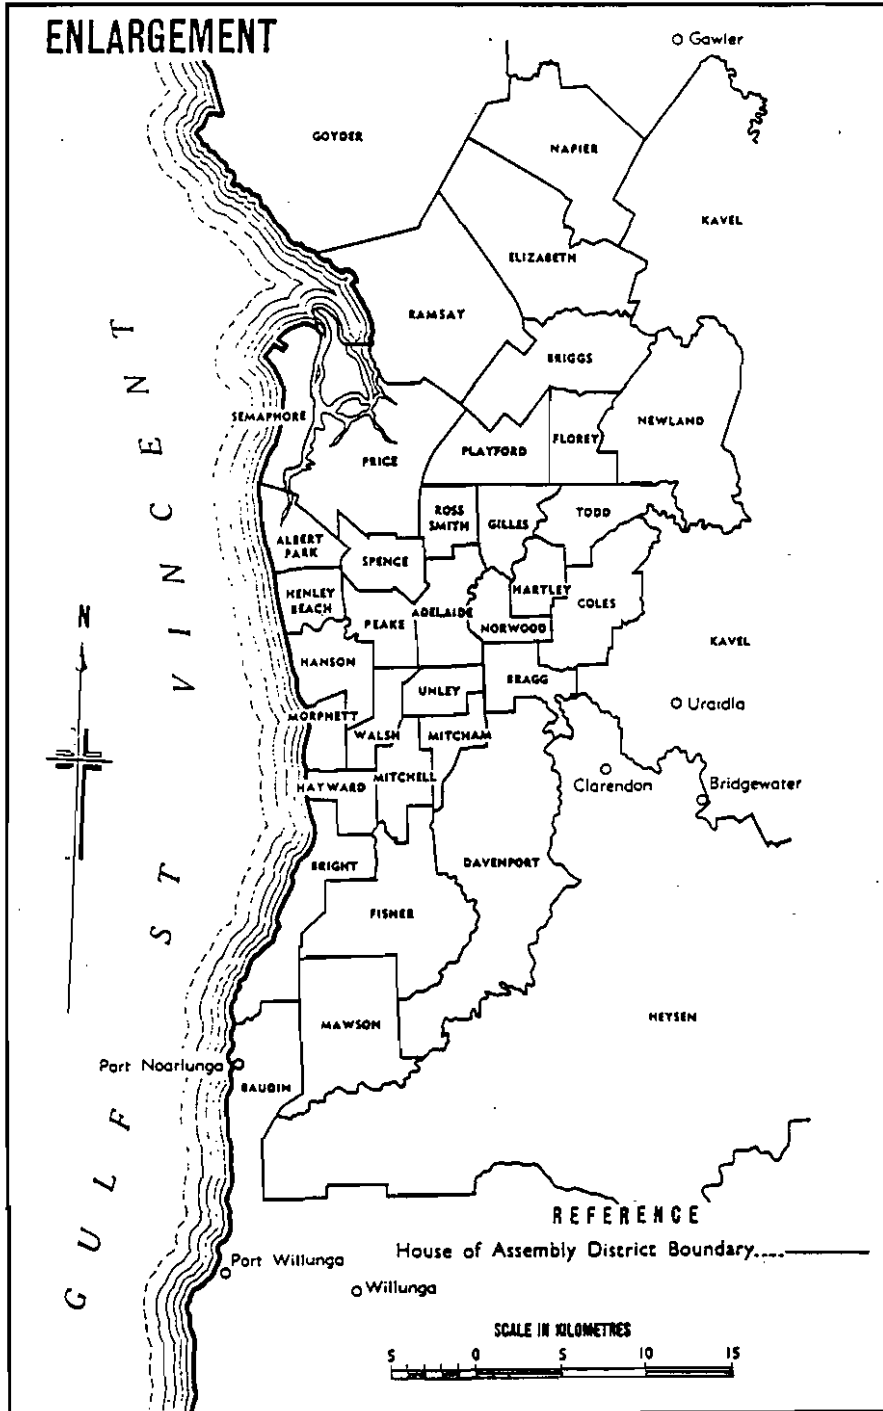 ENLARGEMENT
Gawler
GOYDER
NAPIER
KAVEL
ELIZABETH
RAMSAY
BRIGGS
SEMAPHORE
NEWLAND
FLOREY
PLAYFORD
PRICE
ROSS
SMITH
GILLES
TODD
ALBERT
PARK
SPENCE
HARTLEY
HENLEY
BEACH
COLES
PEAKE
ADELAIDE
NORWOOD
KAVEL
HANSON
BRAGG
UNLEY
Uraidla
MORPHETT
WALSH
MITCHAM
HAYWARD
MITCHELL
Clarendon
Bridgewater
BRIGHT
DAVENPORT
FISHER
MAWSON
HEYSEN
Port Noarlunga
BAUDIN
N
GULF ST VINCENT
REFERENCE
House of Assembly District Boundary....
Port Willunga
Willunga
SCALE IN KILOMETRES
5 0 5 10 15